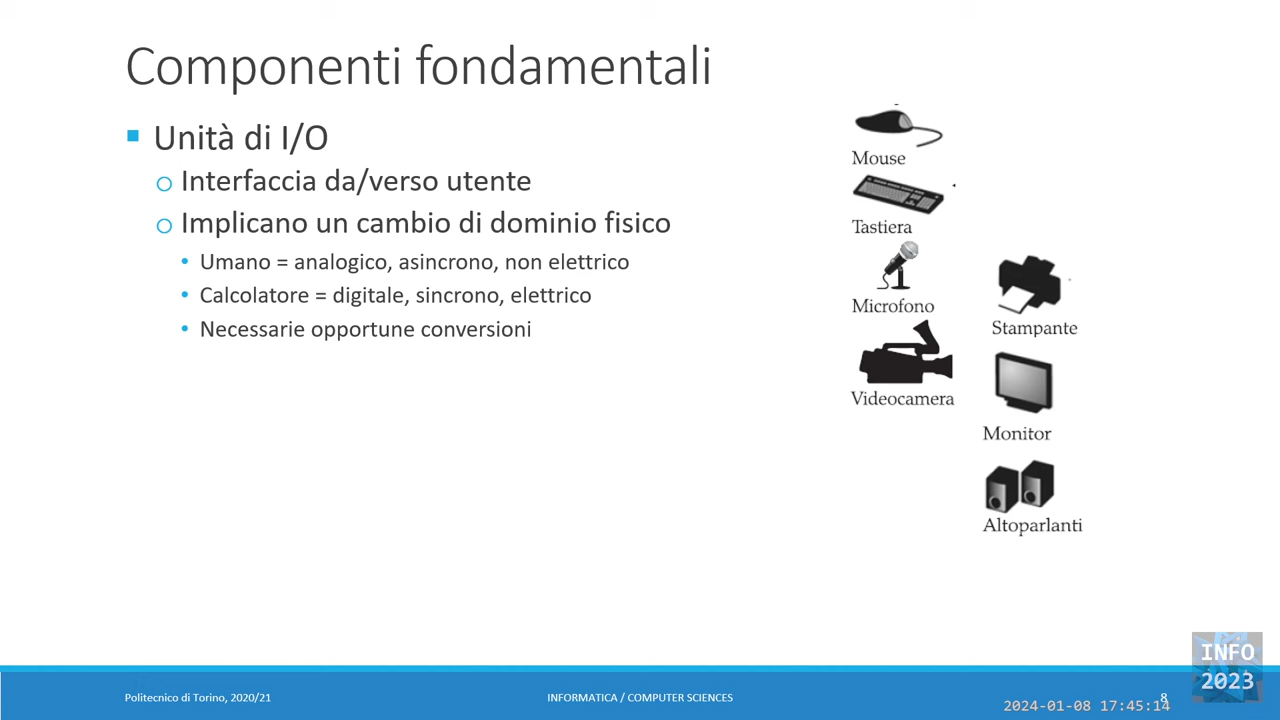 Componenti fondamentali
Unità di I/O
Interfaccia da/verso utente
Implicano un cambio di dominio fisico
Umano = analogico, asincrono, non elettrico
Calcolatore = digitale, sincrono, elettrico
Necessarie opportune conversioni
Mouse
Tastiera
Microfono
Videocamera
Stampante
Monitor
Altoparlanti
Politecnico di Torino, 2020/21
INFORMATICA / COMPUTER SCIENCES
8
INFO
2023
2024-01-08 17:45:14